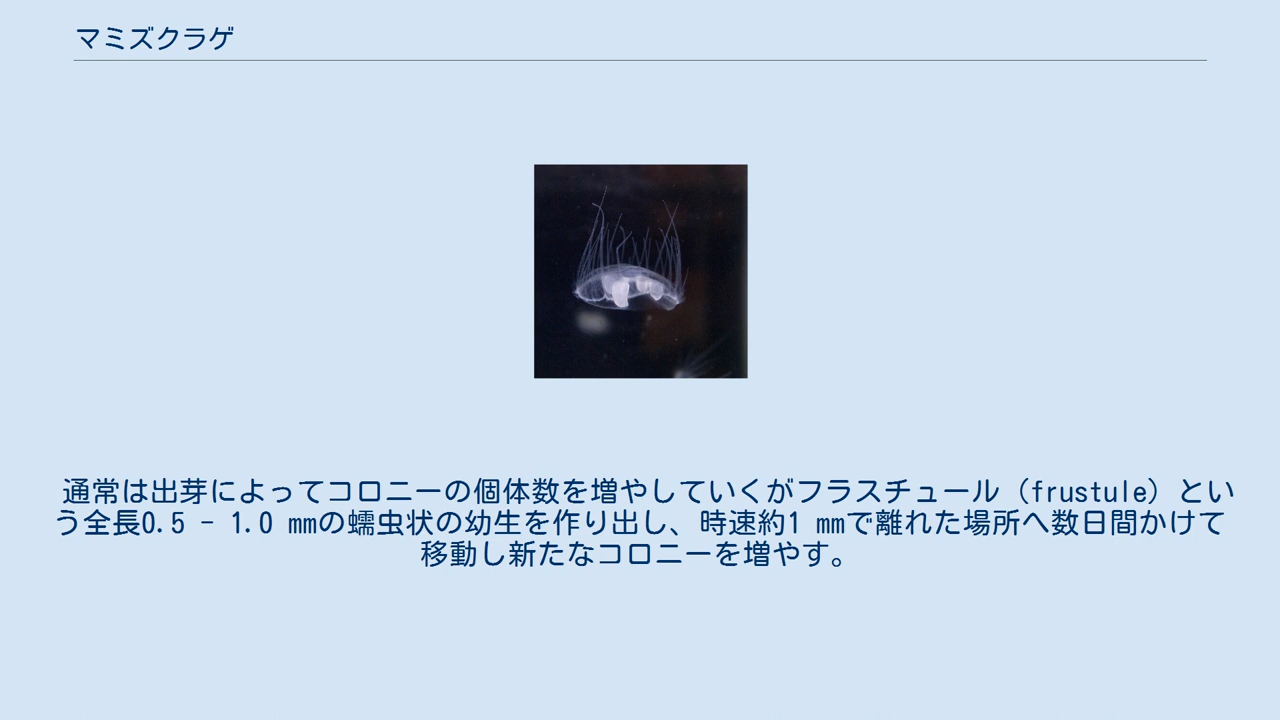 マミズクラゲ
通常は出芽によってコロニーの個体数を増やしていくがフラスチュール（frustule）とい
う全長0.5 - 1.0 mmの蠕虫状の幼生を作り出し、時速約1 mmで離れた場所へ数日間かけて
移動し新たなコロニーを増やす。